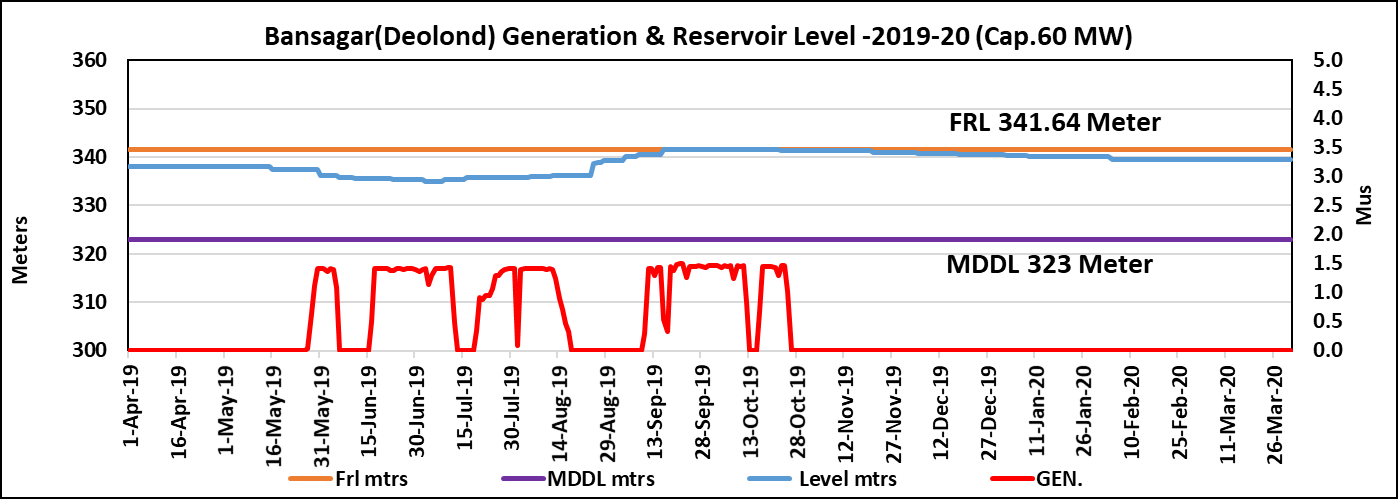 Bansagar(Deolond) Generation & Reservoir Level -2019-20 (Cap.60 MW)
Meters
360
350
340
330
320
310
300
FRL 341.64 Meter
MDDL 323 Meter
5.0
4.5
4.0
3.5
3.0
2.5
2.0
1.5
1.0
0.5
0.0
Mus
1-Apr-19
16-Apr-19
1-May-19
16-May-19
31-May-19
15-Jun-19
30-Jun-19
15-Jul-19
30-Jul-19
14-Aug-19
29-Aug-19
13-Sep-19
28-Sep-19
13-Oct-19
28-Oct-19
12-Nov-19
27-Nov-19
12-Dec-19
27-Dec-19
11-Jan-20
26-Jan-20
10-Feb-20
25-Feb-20
11-Mar-20
26-Mar-20
Frl mtrs MDDL mtrs Level mtrs GEN.